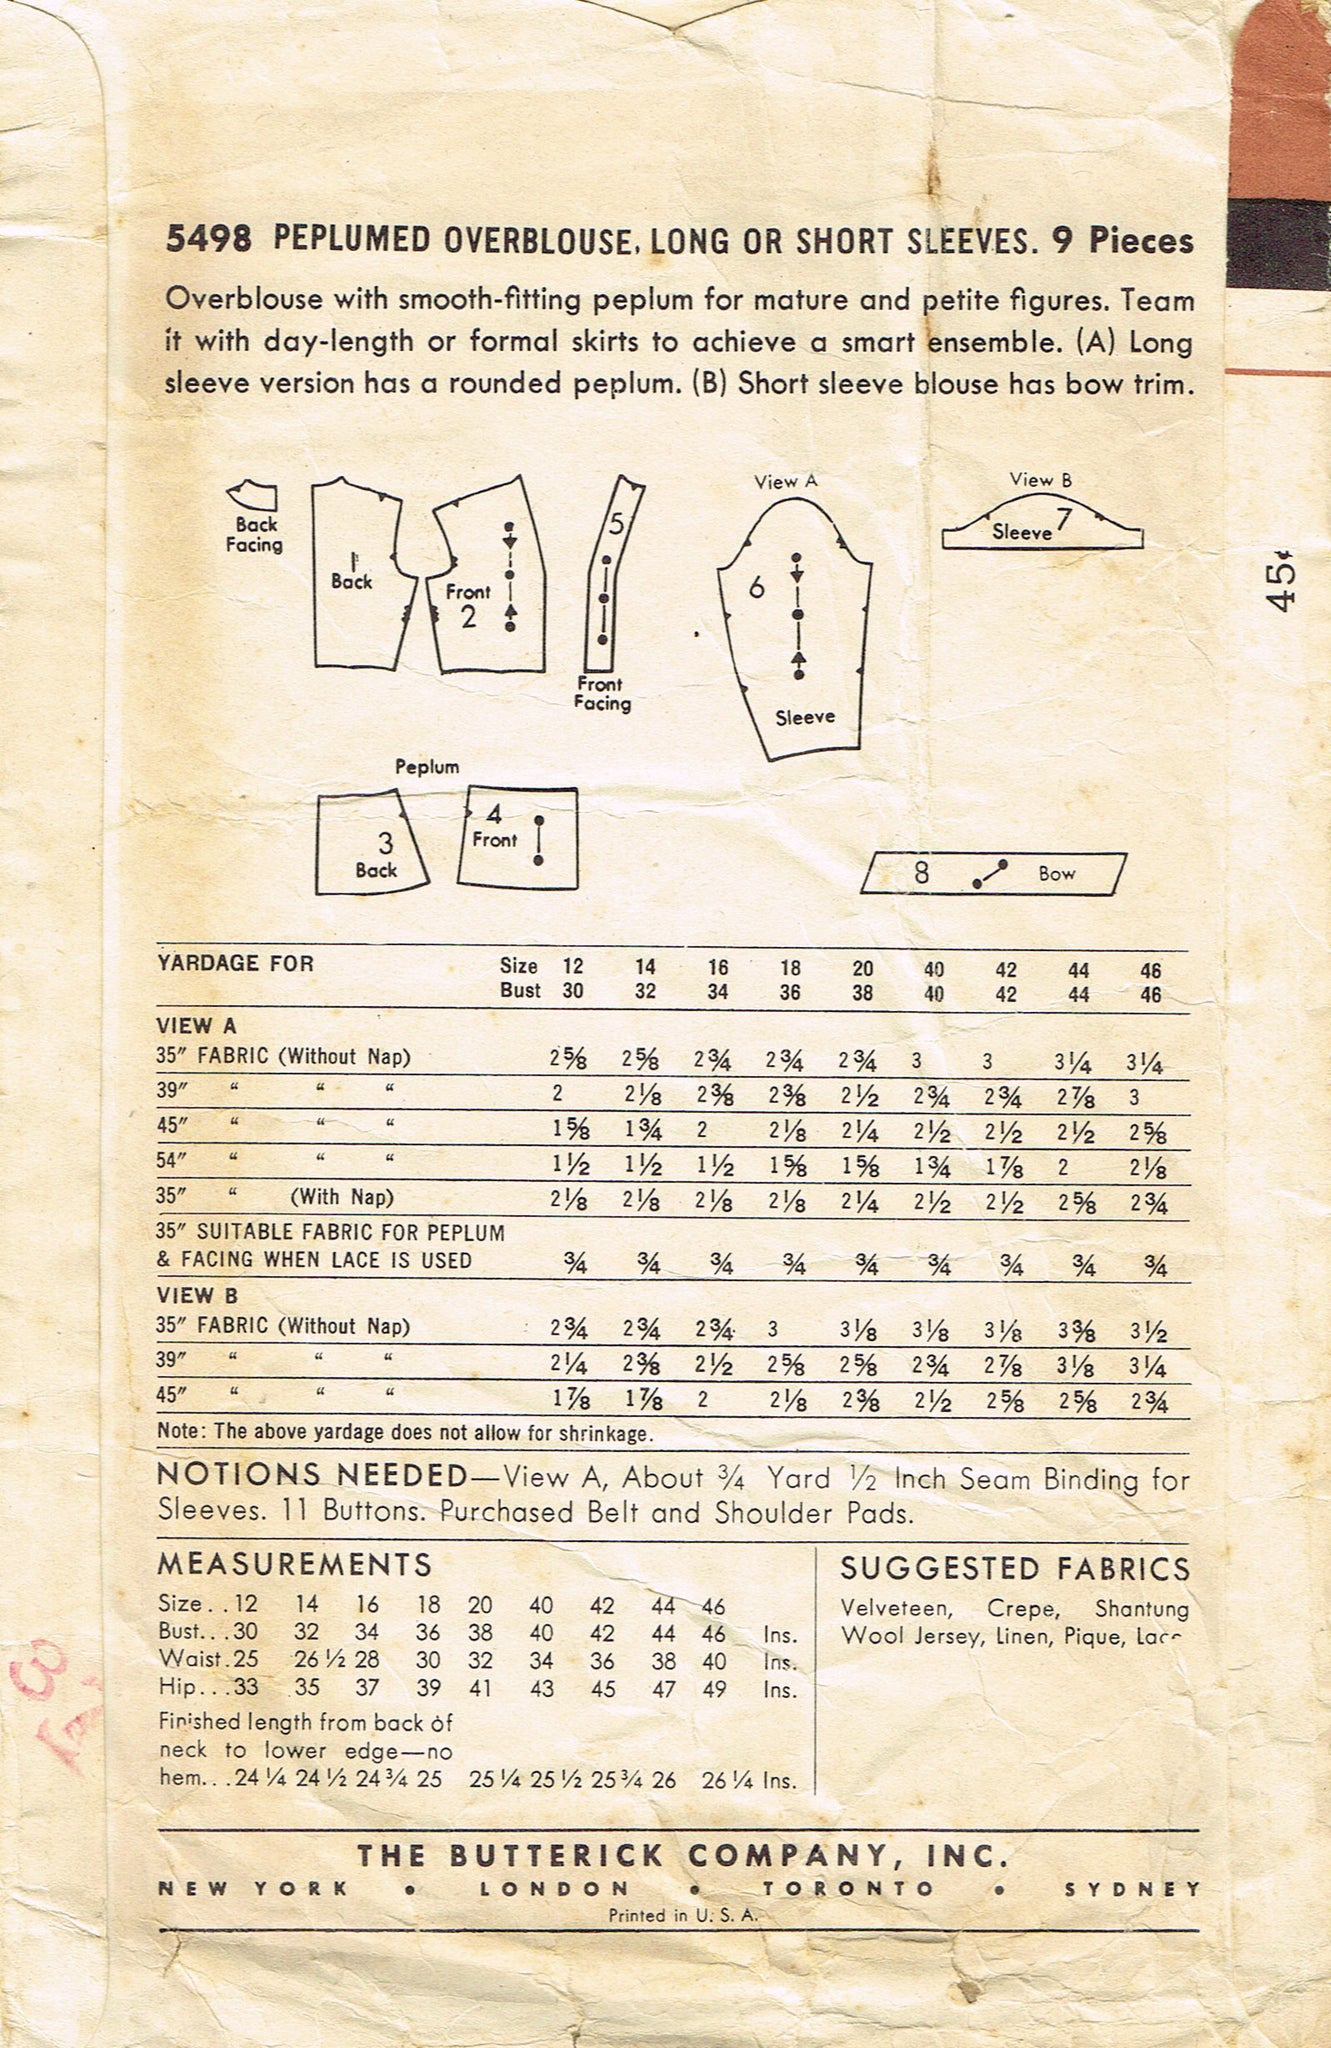 5498 PEPLUMED OVERBLOUSE, LONG OR SHORT SLEEVES. 9 Pieces
Overblouse with smooth-fitting peplum for mature and petite figures. Team
it with day-length or formal skirts to achieve a smart ensemble. (A) Long
sleeve version has a rounded peplum. (B) Short sleeve blouse has bow trim.
Back
Facing
1
Back
Front
2
5
Front
Facing
View A
6
Sleeve
View B
Sleeve 7
45¢
Peplum
3
Back
4
Front
8 Bow
YARDAGE FOR Size 12 14 16 18 20 40 42 44 46
Bust 30 32 34 36 38 40 42 44 46
VIEW A
35" FABRIC (Without Nap) 2⅝ 2⅝ 2¾ 2¾ 2¾ 3 3 3¼ 3¼
39" " " " 2 2⅛ 2⅜ 2⅜ 2½ 2¾ 2¾ 2⅞ 3
45" " " " 1⅝ 1¾ 2 2⅛ 2¼ 2½ 2½ 2½ 2⅝
54" " " " 1½ 1½ 1½ 1⅝ 1⅝ 1¾ 1⅞ 2 2⅛
35" " (With Nap) 2⅛ 2⅛ 2⅛ 2⅛ 2¼ 2½ 2½ 2⅝ 2¾
35" SUITABLE FABRIC FOR PEPLUM
& FACING WHEN LACE IS USED ¾ ¾ ¾ ¾ ¾ ¾ ¾ ¾ ¾
VIEW B
35" FABRIC (Without Nap) 2¾ 2¾ 2¾ 3 3⅛ 3⅛ 3⅛ 3⅜ 3½
39" " " " 2¼ 2⅜ 2½ 2⅝ 2⅝ 2¾ 2⅞ 3⅛ 3¼
45" " " " 1⅞ 1⅞ 2 2⅛ 2⅜ 2½ 2⅝ 2⅝ 2¾
Note: The above yardage does not allow for shrinkage.
NOTIONS NEEDED—View A, About ¾ Yard ½ Inch Seam Binding for
Sleeves. 11 Buttons. Purchased Belt and Shoulder Pads.
MEASUREMENTS
Size.. 12 14 16 18 20 40 42 44 46
Bust...30 32 34 36 38 40 42 44 46 Ins.
Waist.25 26½ 28 30 32 34 36 38 40 Ins.
Hip...33 35 37 39 41 43 45 47 49 Ins.
Finished length from back of
neck to lower edge—no
hem...24¼ 24½ 24¾ 25 25¼ 25½ 25¾ 26 26¼ Ins.
SUGGESTED FABRICS
Velveteen, Crepe, Shantung
Wool Jersey, Linen, Pique, Lace
THE BUTTERICK COMPANY, INC.
NEW YORK • LONDON • TORONTO • SYDNEY
Printed in U. S. A.